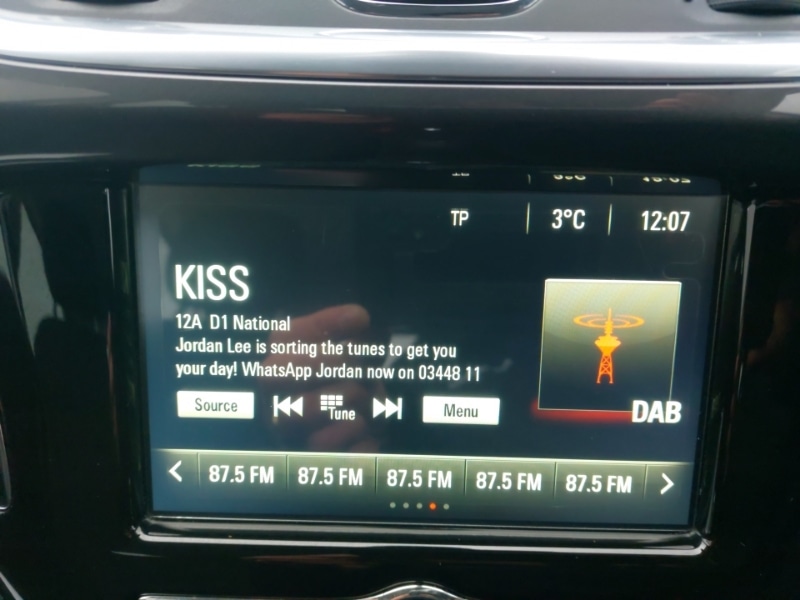 TP 3°C 12:07
KISS
12A D1 National
Jordan Lee is sorting the tunes to get you
your day! WhatsApp Jordan now on 03448 11
Source Tune Menu
DAB
87.5 FM 87.5 FM 87.5 FM 87.5 FM 87.5 FM